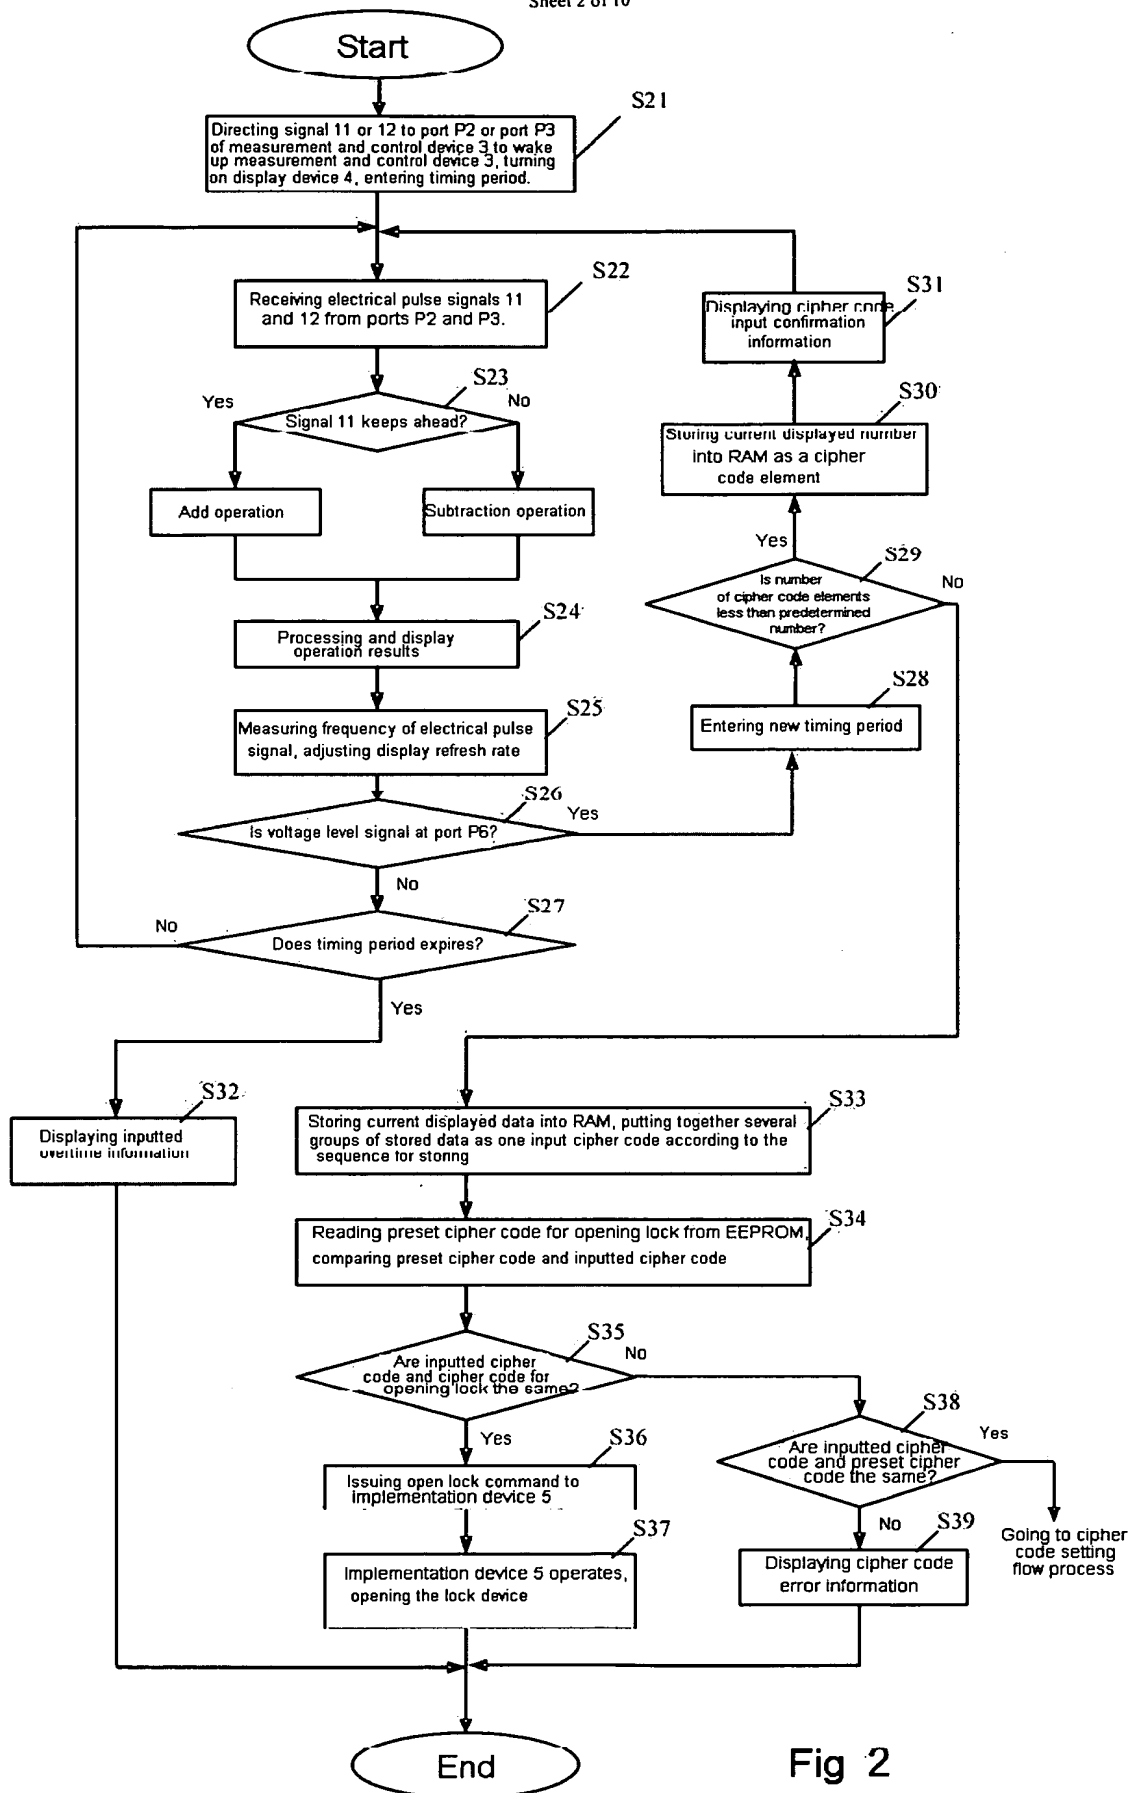 Sheet 2 of 10
Start
S21
Directing signal 11 or 12 to port P2 or port P3
of measurement and control device 3 to wake
up measurement and control device 3, turning
on display device 4, entering timing period.
S22
Receiving electrical pulse signals 11
and 12 from ports P2 and P3.
S23
Yes
No
Signal 11 keeps ahead?
Add operation
Subtraction operation
S24
Processing and display
operation results
S25
Measuring frequency of electrical pulse
signal, adjusting display refresh rate
S26
Is voltage level signal at port P6?
Yes
No
S27
No
Does timing period expires?
Yes
S31
Displaying cipher code
input confirmation
information
S30
Storing current displayed number
into RAM as a cipher
code element
Yes
S29
No
Is number
of cipher code elements
less than predetermined
number?
S28
Entering new timing period
S32
Displaying inputted
overtime information
S33
Storing current displayed data into RAM, putting together several
groups of stored data as one input cipher code according to the
sequence for storing
S34
Reading preset cipher code for opening lock from EEPROM,
comparing preset cipher code and inputted cipher code
S35
No
Are inputted cipher
code and cipher code for
opening lock the same?
Yes
S36
Issuing open lock command to
implementation device 5
S37
Implementation device 5 operates,
opening the lock device
S38
Yes
Are inputted cipher
code and preset cipher
code the same?
No
S39
Displaying cipher code
error information
Going to cipher
code setting
flow process
End
Fig 2